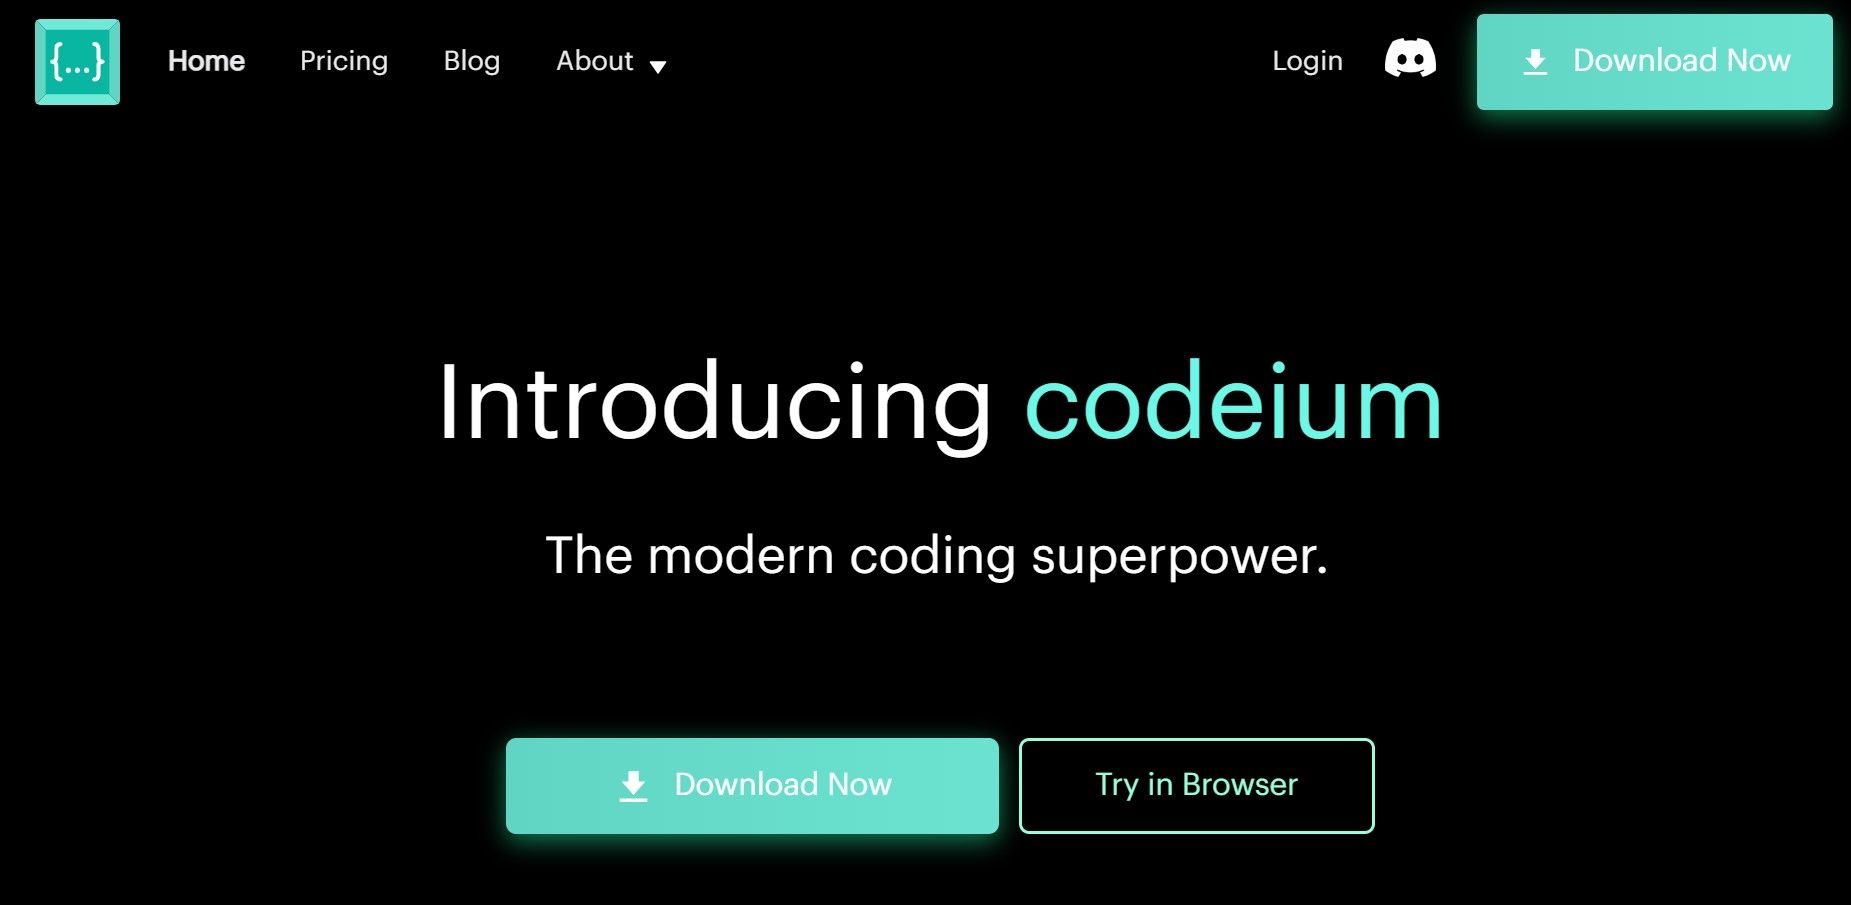 {...} Home Pricing Blog About Login Download Now
Introducing codeium
The modern coding superpower.
Download Now Try in Browser